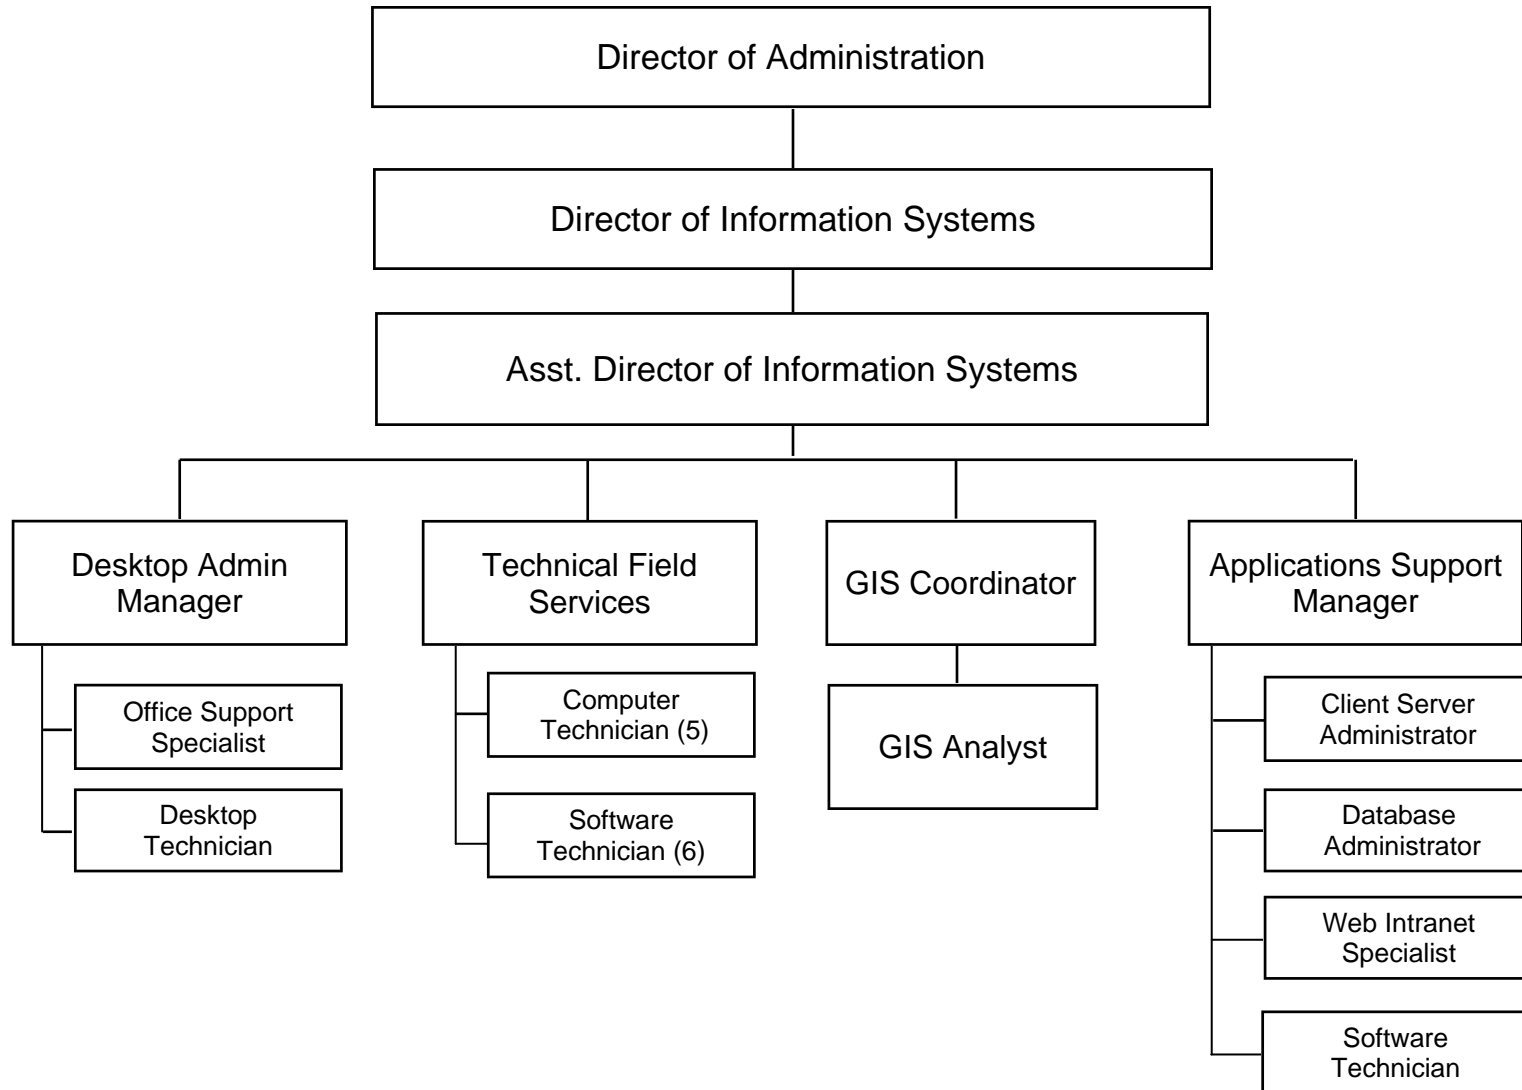 Director of Administration
Director of Information Systems
Asst. Director of Information Systems
Desktop Admin
Manager
Office Support
Specialist
Desktop
Technician
Technical Field
Services
Computer
Technician (5)
Software
Technician (6)
GIS Coordinator
GIS Analyst
Applications Support
Manager
Client Server
Administrator
Database
Administrator
Web Intranet
Specialist
Software
Technician